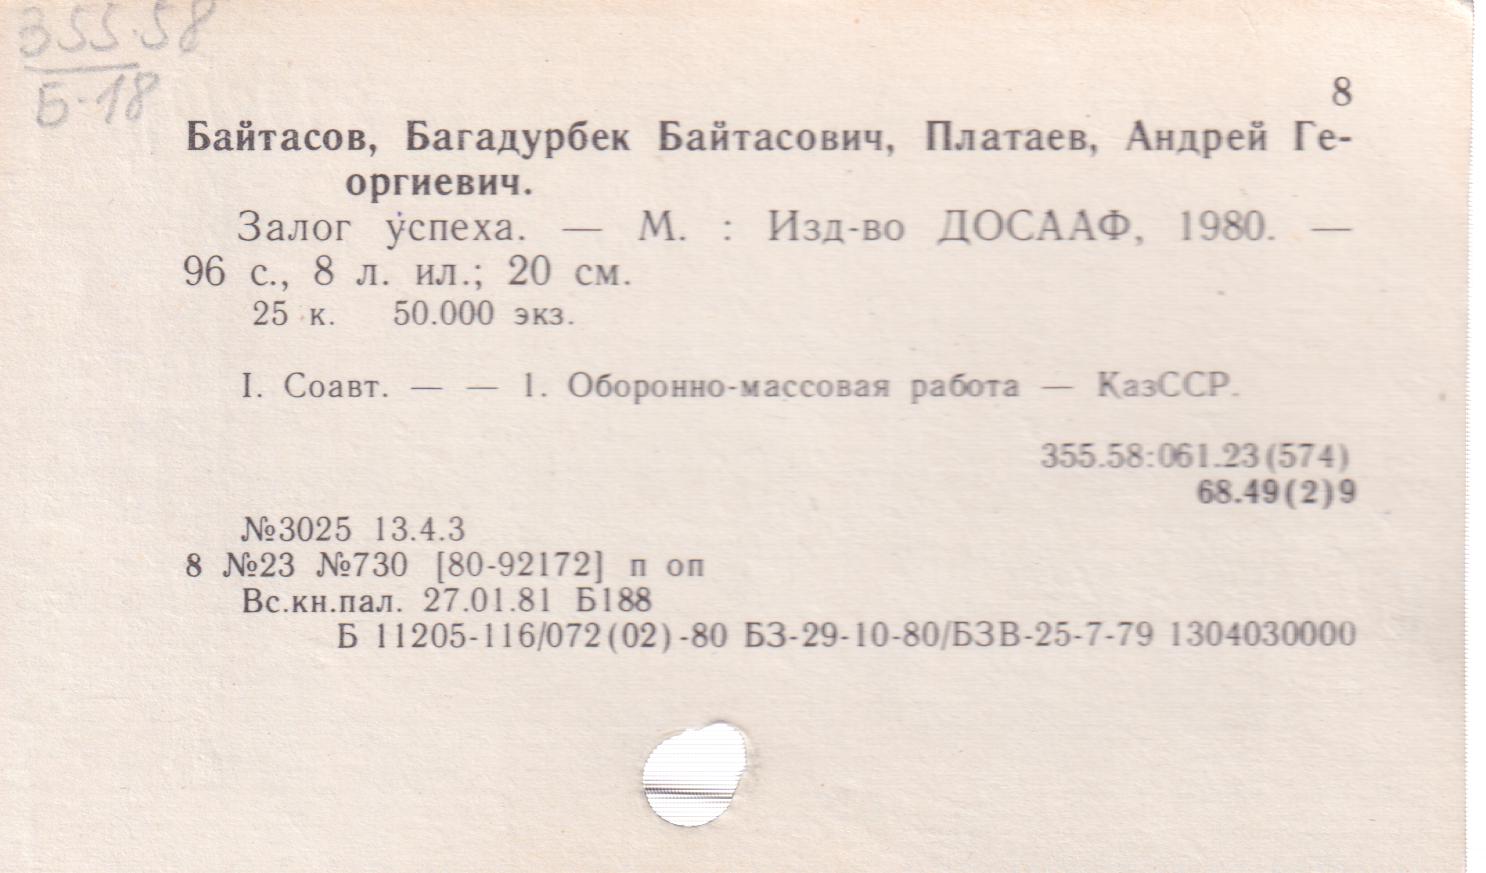 355.58
Б-18
8
Байтасов, Багадурбек Байтасович, Платаев, Андрей Ге-
оргиевич.
Залог успеха. — М. : Изд-во ДОСААФ, 1980. —
96 с., 8 л. ил.; 20 см.
25 к. 50.000 экз.
I. Соавт. — — 1. Оборонно-массовая работа — КазССР.
355.58:061.23(574)
68.49(2)9
№3025 13.4.3
8 №23 №730 [80-92172] п оп
Вс.кн.пал. 27.01.81 Б188
Б 11205-116/072(02)-80 БЗ-29-10-80/БЗВ-25-7-79 1304030000